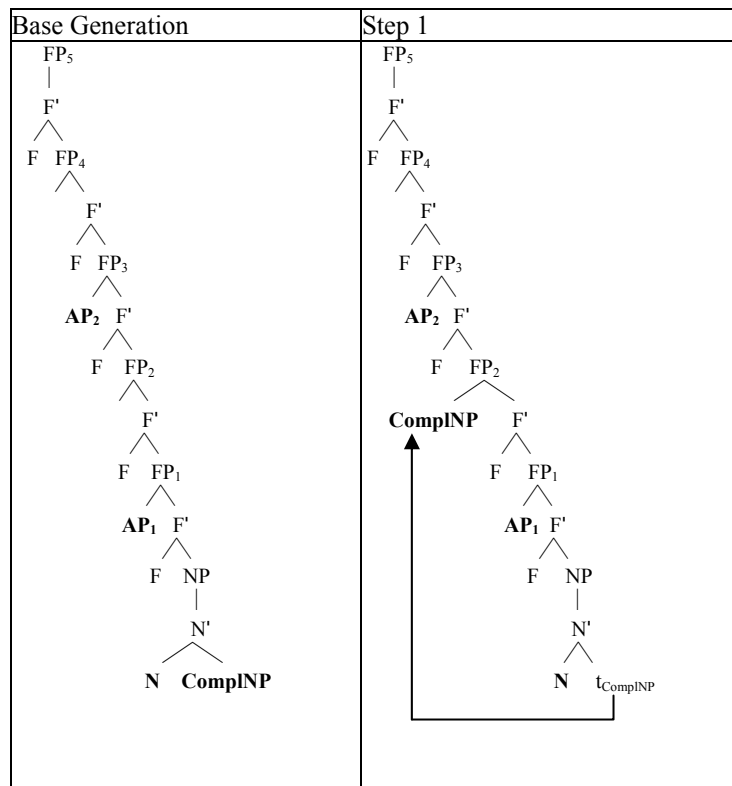 Base Generation
FP₅
F'
F FP₄
F'
F FP₃
AP₂ F'
F FP₂
F'
F FP₁
AP₁ F'
F NP
N'
N ComplNP
Step 1
FP₅
F'
F FP₄
F'
F FP₃
AP₂ F'
F FP₂
ComplNP F'
F FP₁
AP₁ F'
F NP
N'
N t_ComplNP